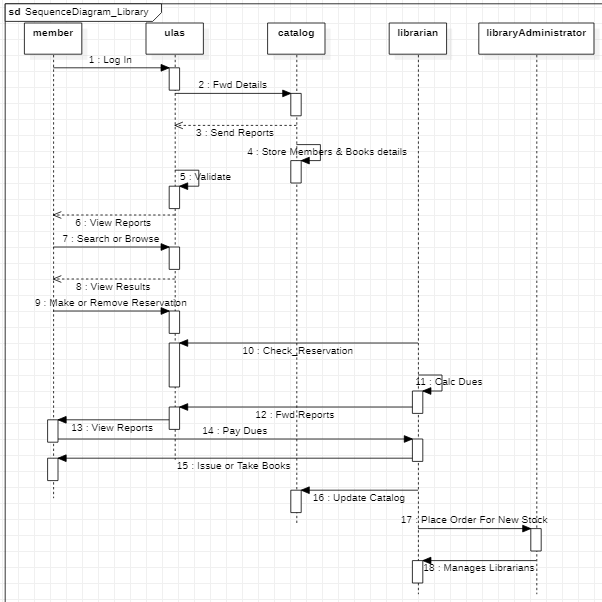 sd SequenceDiagram_Library
member
ulas
catalog
librarian
libraryAdministrator
1 : Log In
2 : Fwd Details
3 : Send Reports
4 : Store Members & Books details
5 : Validate
6 : View Reports
7 : Search or Browse
8 : View Results
9 : Make or Remove Reservation
10 : Check_Reservation
11 : Calc Dues
12 : Fwd Reports
13 : View Reports
14 : Pay Dues
15 : Issue or Take Books
16 : Update Catalog
17 : Place Order For New Stock
18 : Manages Librarians